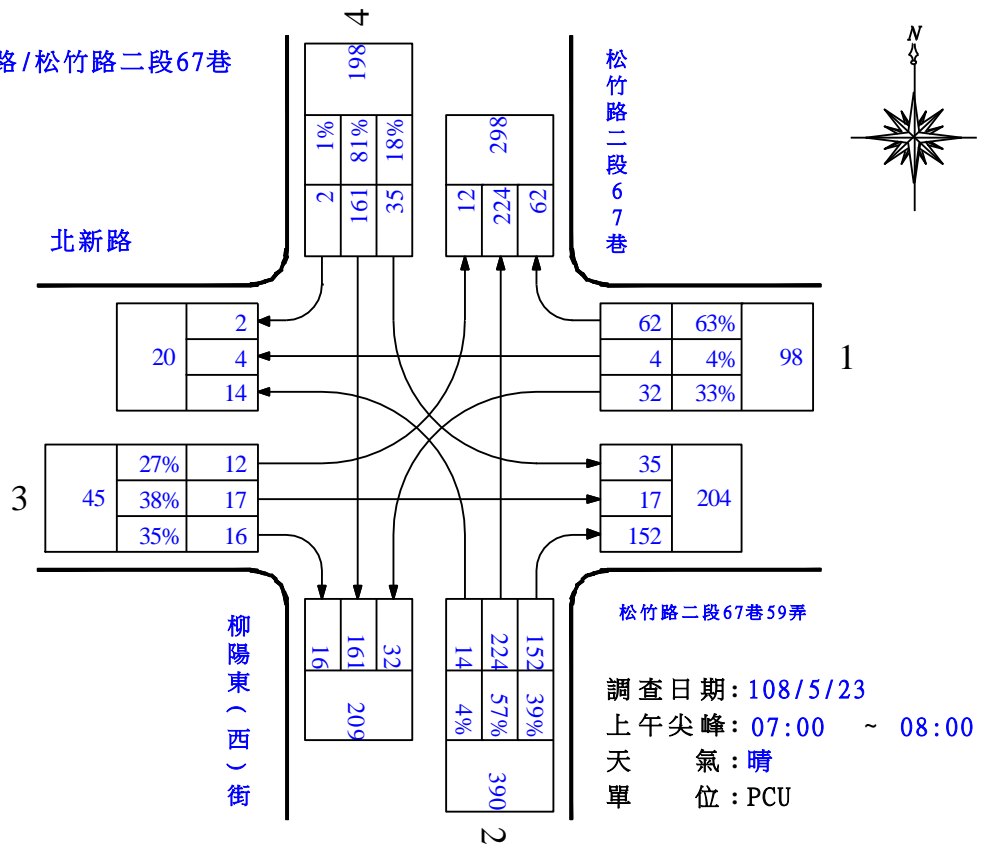 4
路/松竹路二段67巷
N
198
1% 81% 18%
2 161 35
298
12 224 62
松竹路二段67巷
北新路
2
20 4
14
62 63%
4 4% 98
32 33%
1
3
27% 12
45 38% 17
35% 16
35
17 204
152
柳陽東(西)街
16 161 32
209
14 224 152
4% 57% 39%
390
2
松竹路二段67巷59弄
調查日期:108/5/23
上午尖峰:07:00 ~ 08:00
天 氣:晴
單 位:PCU